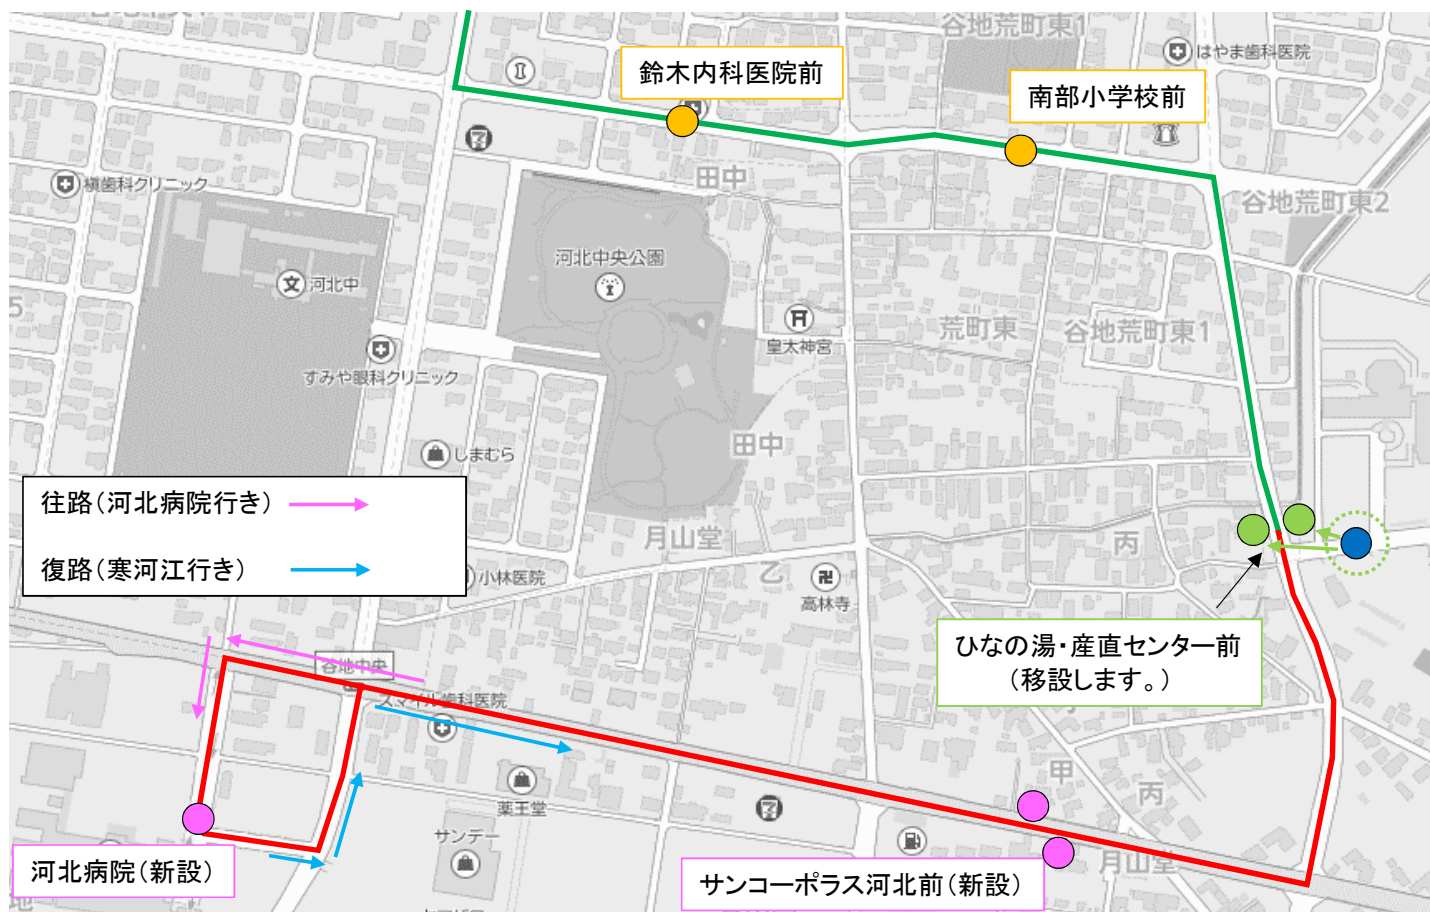 谷地荒町東1
はやま歯科医院
鈴木内科医院前
南部小学校前
田中
槇歯科クリニック
谷地荒町東2
河北中央公園
河北中
5
荒町東
谷地荒町東1
皇太神宮
すみや眼科クリニック
田中
しまむら
往路（河北病院行き）
復路（寒河江行き）
月山堂
丙
乙
小林医院
高林寺
ひなの湯・産直センター前
（移設します。）
谷地中央
スマイル歯科医院
甲
丙
薬王堂
サンデー
月山堂
河北病院（新設）
サンコーポラス河北前（新設）
地